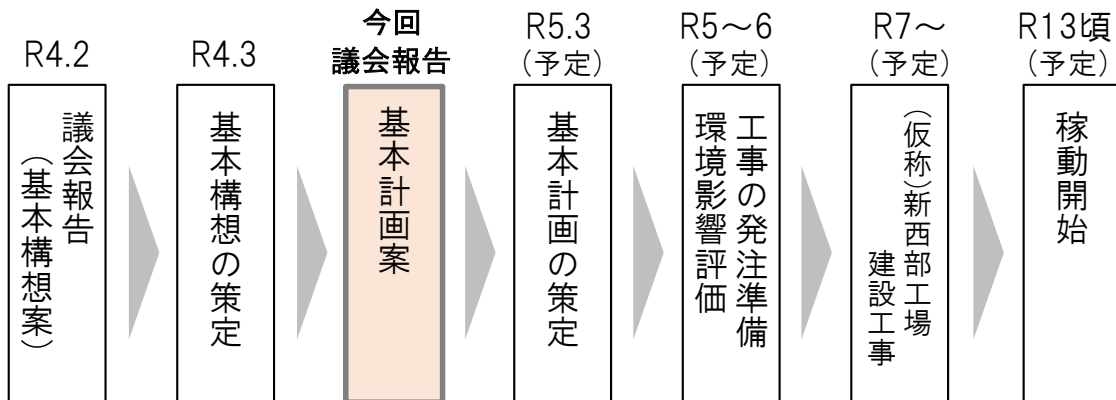 R4.2
議会報告
(基本構想案)
R4.3
基本構想の策定
今回
議会報告
基本計画案
R5.3
(予定)
基本計画の策定
R5～6
(予定)
工事の発注準備
環境影響評価
R7～
(予定)
(仮称)新西部工場
建設工事
R13頃
(予定)
稼動開始